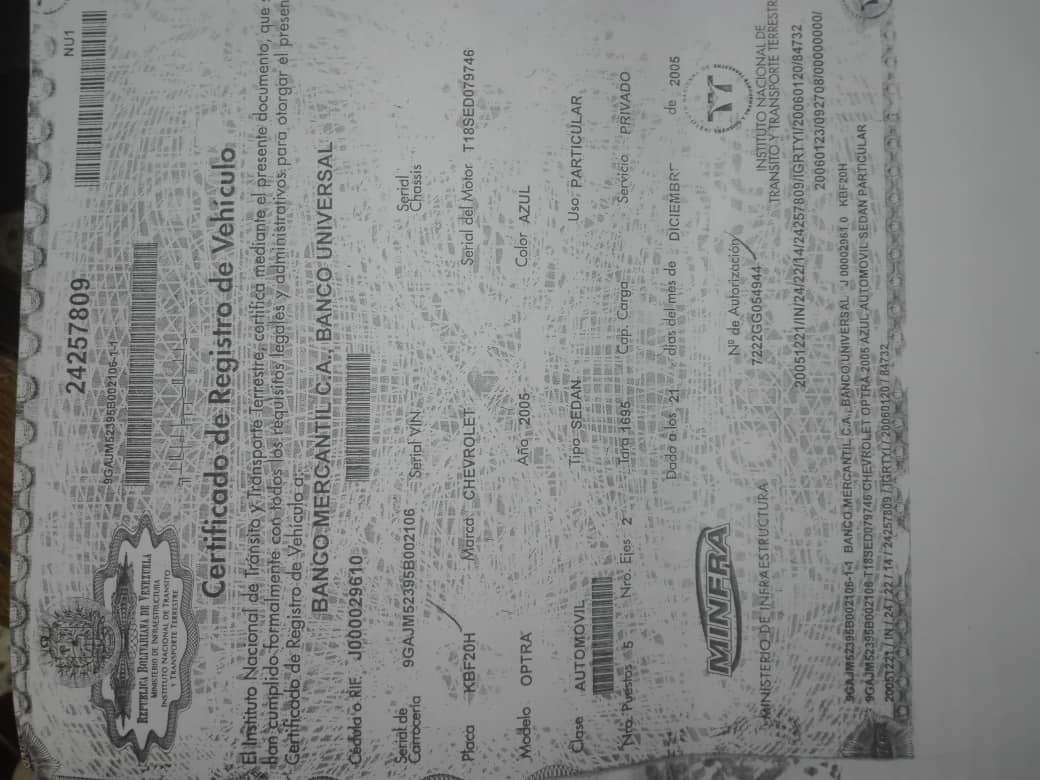 NU1
24257809
9GAJM52395B002106-1-1
REPUBLICA BOLIVARIANA DE VENEZUELA
MINISTERIO DE INFRAESTRUCTURA
INSTITUTO NACIONAL DE TRANSITO
Y TRANSPORTE TERRESTRE
Certificado de Registro de Vehículo
El Instituto Nacional de Tránsito y Transporte Terrestre, certifica mediante el presente documento, que
han cumplido formalmente con todos los requisitos legales y administrativos para otorgar el presen
Certificado de Registro de Vehículo a:
BANCO MERCANTIL C.A., BANCO UNIVERSAL
Cédula o RIF. J000029610
Serial de Carrocería 9GAJM52395B002106 Serial VIN Serial Chassis
Placa KBF20H Marca CHEVROLET Serial del Motor T18SED079746
Modelo OPTRA Año 2005 Color AZUL
Clase AUTOMOVIL Tipo SEDAN Uso PARTICULAR
Nro. Puestos 5 Nro. Ejes 2 Tara 1695 Cap. Carga Servicio PRIVADO
Dado a los 21 días del mes de DICIEMBR de 2005
MINFRA
MINISTERIO DE INFRAESTRUCTURA
Nº de Autorización
7222GG054944
INSTITUTO NACIONAL DE
TRANSITO Y TRANSPORTE TERRESTR
20051221/IN/24/22/14/24257809/IGRTYI/20060120/84732
20060123/092708/00000000/
9GAJM52395B002106-1-1 BANCO MERCANTIL C.A., BANCO UNIVERSAL J 00002961 0 KBF20H
9GAJM52395B002106 T18SED079746 CHEVROLET OPTRA 2005 AZUL AUTOMOVIL SEDAN PARTICULAR
20051221 / IN / 24 / 22 / 14 / 24257809 / IGRTYI / 20060120 / 84732